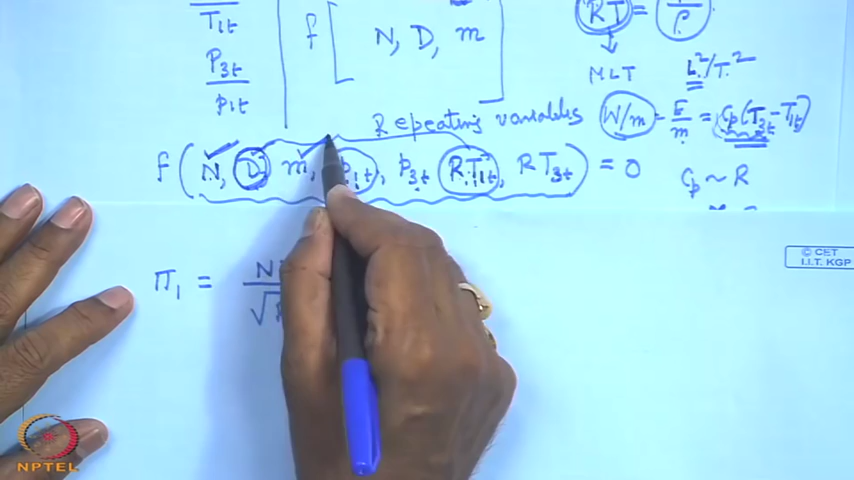 T₁ₜ
f [ N, D, m ]
P₃ₜ / P₁ₜ
RT = P/ρ
MLT L²/T²
Repeating variables W/m - E/m = Cp(T₃ₜ - T₁ₜ)
f( N, D, m, P₁ₜ, P₃ₜ, RT₁ₜ, RT₃ₜ ) = 0
Cp ~ R
π₁ = N
© CET
I.I.T. KGP
NPTEL